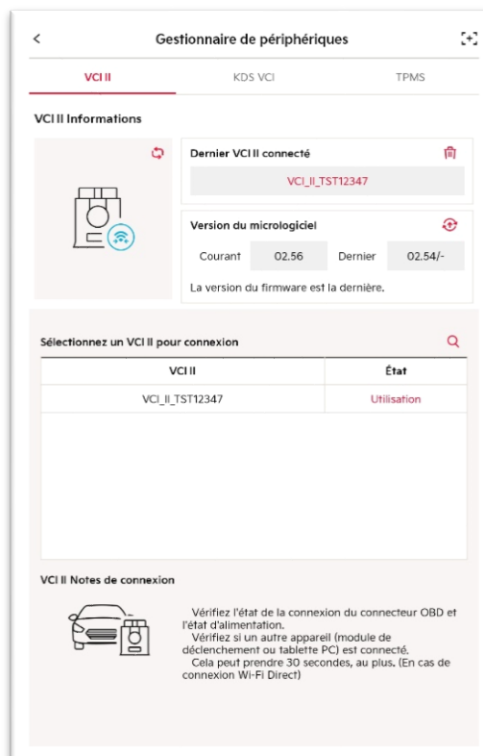 Gestionnaire de périphériques
VCI II
KDS VCI
TPMS
VCI II Informations
Dernier VCI II connecté
VCI_II_TST12347
Version du micrologiciel
Courant 02.56 Dernier 02.54/-
La version du firmware est la dernière.
Sélectionnez un VCI II pour connexion
VCI II État
VCI_II_TST12347 Utilisation
VCI II Notes de connexion
Vérifiez l'état de la connexion du connecteur OBD et
l'état d'alimentation.
Vérifiez si un autre appareil (module de
déclenchement ou tablette PC) est connecté.
Cela peut prendre 30 secondes, au plus. (En cas de
connexion Wi-Fi Direct)